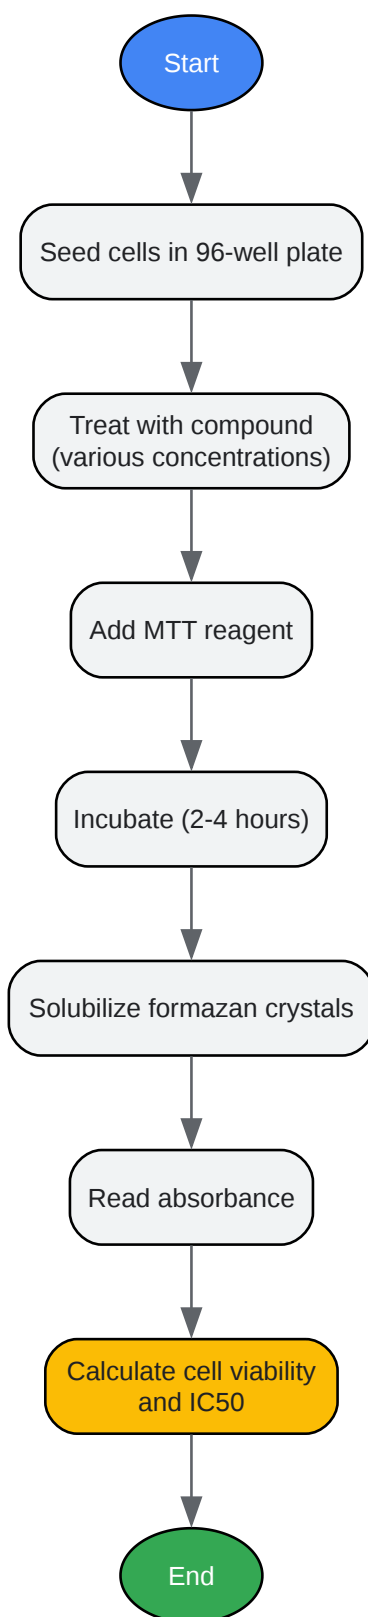 Start
Seed cells in 96-well plate
Treat with compound
(various concentrations)
Add MTT reagent
Incubate (2-4 hours)
Solubilize formazan crystals
Read absorbance
Calculate cell viability
and IC50
End